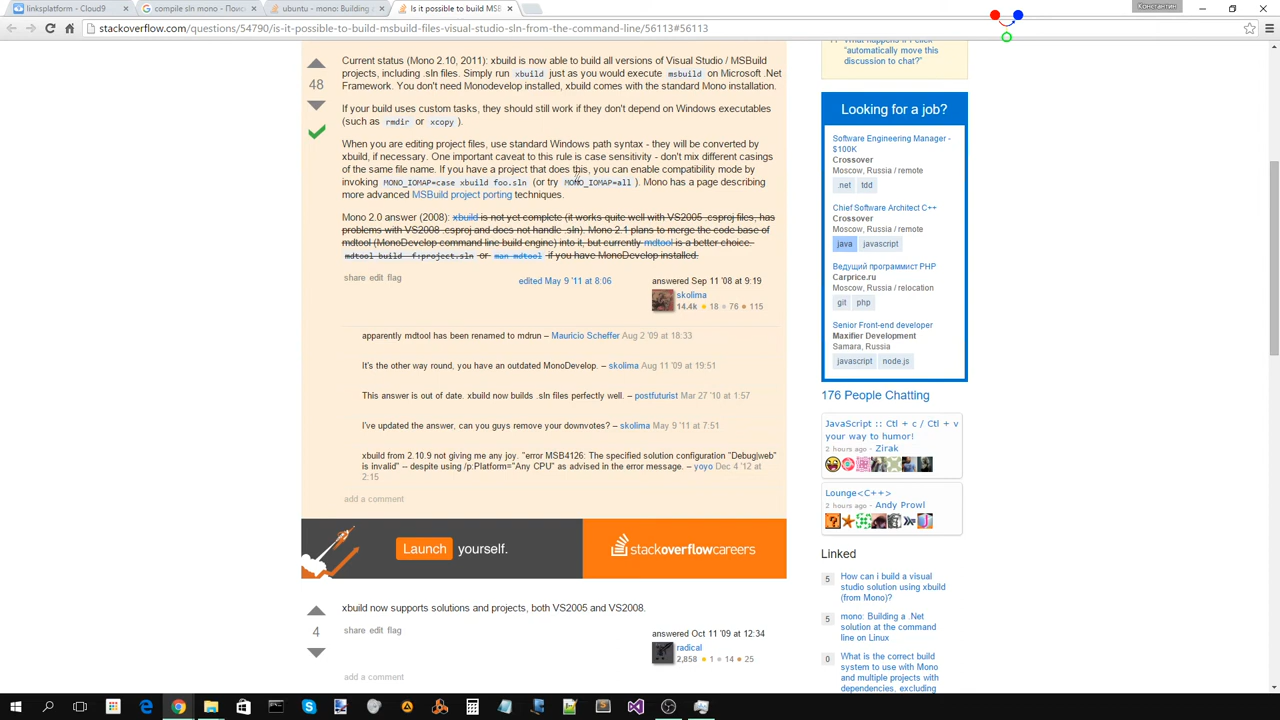 linksplatform - Cloud9
compile sln mono - Поис
ubuntu - mono: Building a
Is it possible to build MSB
Константин
stackoverflow.com/questions/54790/is-it-possible-to-build-msbuild-files-visual-studio-sln-from-the-command-line/56113#56113
48
Current status (Mono 2.10, 2011): xbuild is now able to build all versions of Visual Studio / MSBuild
projects, including .sln files. Simply run xbuild just as you would execute msbuild on Microsoft .Net
Framework. You don't need Monodevelop installed, xbuild comes with the standard Mono installation.
If your build uses custom tasks, they should still work if they don't depend on Windows executables
(such as rmdir or xcopy ).
When you are editing project files, use standard Windows path syntax - they will be converted by
xbuild, if necessary. One important caveat to this rule is case sensitivity - don't mix different casings
of the same file name. If you have a project that does this, you can enable compatibility mode by
invoking MONO_IOMAP=case xbuild foo.sln (or try MONO_IOMAP=all ). Mono has a page describing
more advanced MSBuild project porting techniques.
Mono 2.0 answer (2008): xbuild is not yet complete (it works quite well with VS2005 .csproj files, has
problems with VS2008 .csproj and does not handle .sln). Mono 2.1 plans to merge the code base of
mdtool (MonoDevelop command line build engine) into it, but currently mdtool is a better choice.
mdtool build -f:project.sln or man mdtool if you have MonoDevelop installed.
share edit flag
edited May 9 '11 at 8:06
answered Sep 11 '08 at 9:19
skolima
14.4k 18 76 115
apparently mdtool has been renamed to mdrun – Mauricio Scheffer Aug 2 '09 at 18:33
It's the other way round, you have an outdated MonoDevelop. – skolima Aug 11 '09 at 19:51
This answer is out of date. xbuild now builds .sln files perfectly well. – postfuturist Mar 27 '10 at 1:57
I've updated the answer, can you guys remove your downvotes? – skolima May 9 '11 at 7:51
xbuild from 2.10.9 not giving me any joy. "error MSB4126: The specified solution configuration "Debug|web"
is invalid" -- despite using /p:Platform="Any CPU" as advised in the error message. – yoyo Dec 4 '12 at
2:15
add a comment
Launch yourself.
stackoverflowcareers
4
xbuild now supports solutions and projects, both VS2005 and VS2008.
share edit flag
answered Oct 11 '09 at 12:34
radical
2,858 1 14 25
add a comment
"automatically move this
discussion to chat?"
Looking for a job?
Software Engineering Manager -
$100K
Crossover
Moscow, Russia / remote
.net tdd
Chief Software Architect C++
Crossover
Moscow, Russia / remote
java javascript
Ведущий программист PHP
Carprice.ru
Moscow, Russia / relocation
git php
Senior Front-end developer
Maxifier Development
Samara, Russia
javascript node.js
176 People Chatting
JavaScript :: Ctl + c / Ctl + v
your way to humor!
2 hours ago - Zirak
Lounge<C++>
2 hours ago - Andy Prowl
Linked
5 How can i build a visual
studio solution using xbuild
(from Mono)?
5 mono: Building a .Net
solution at the command
line on Linux
0 What is the correct build
system to use with Mono
and multiple projects with
dependencies, excluding